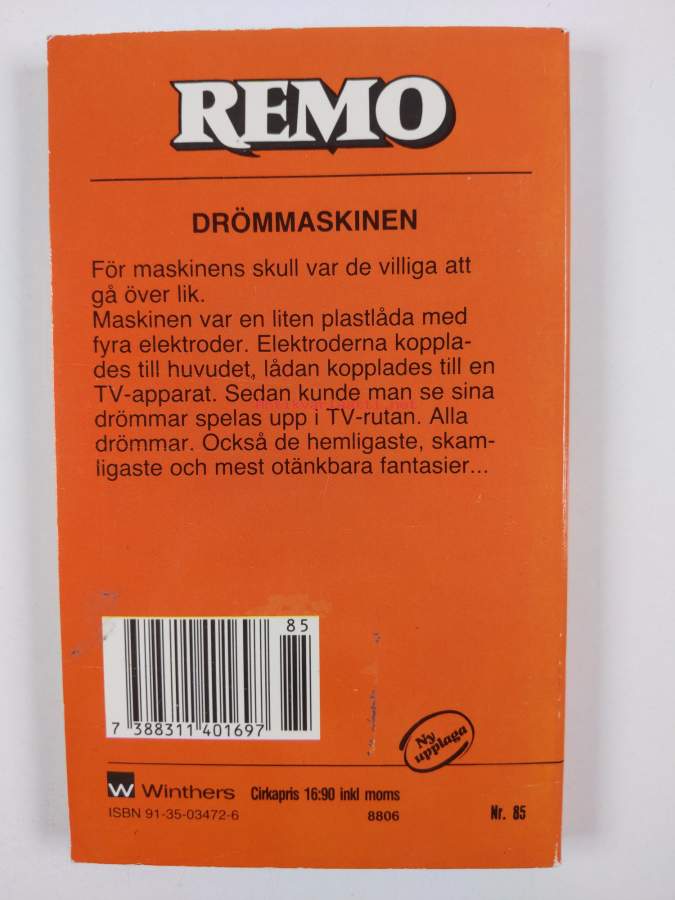 REMO
DRÖMMASKINEN
För maskinens skull var de villiga att
gå över lik.
Maskinen var en liten plastlåda med
fyra elektroder. Elektroderna koppla-
des till huvudet, lådan kopplades till en
TV-apparat. Sedan kunde man se sina
drömmar spelas upp i TV-rutan. Alla
drömmar. Också de hemligaste, skam-
ligaste och mest otänkbara fantasier...
85
7 388311 401697
Ny
upplaga
W Winthers Cirkapris 16:90 inkl moms
ISBN 91-35-03472-6 8806 Nr. 85